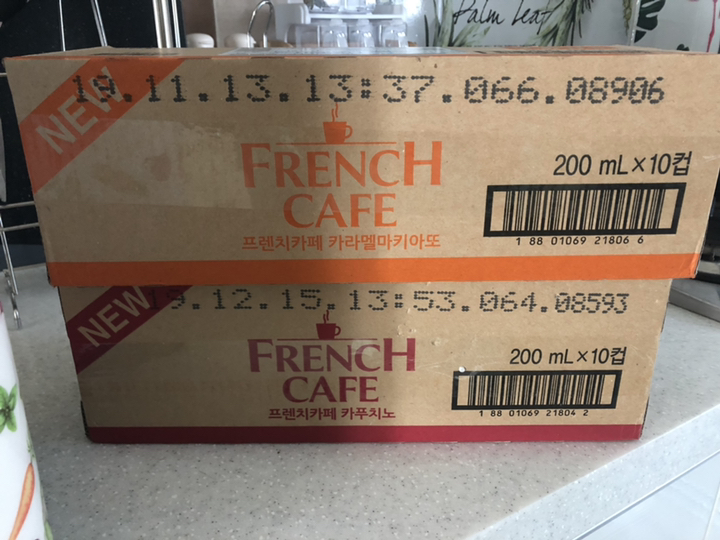 Palm Leaf
NEW
19.11.13.13:37.066.08906
FRENCH
CAFE
프렌치카페 카라멜마키아또
200 mL×10컵
1 88 01069 21806 6
NEW
19.12.15.13:53.064.08593
FRENCH
CAFE
프렌치카페 카푸치노
200 mL×10컵
1 88 01069 21804 2